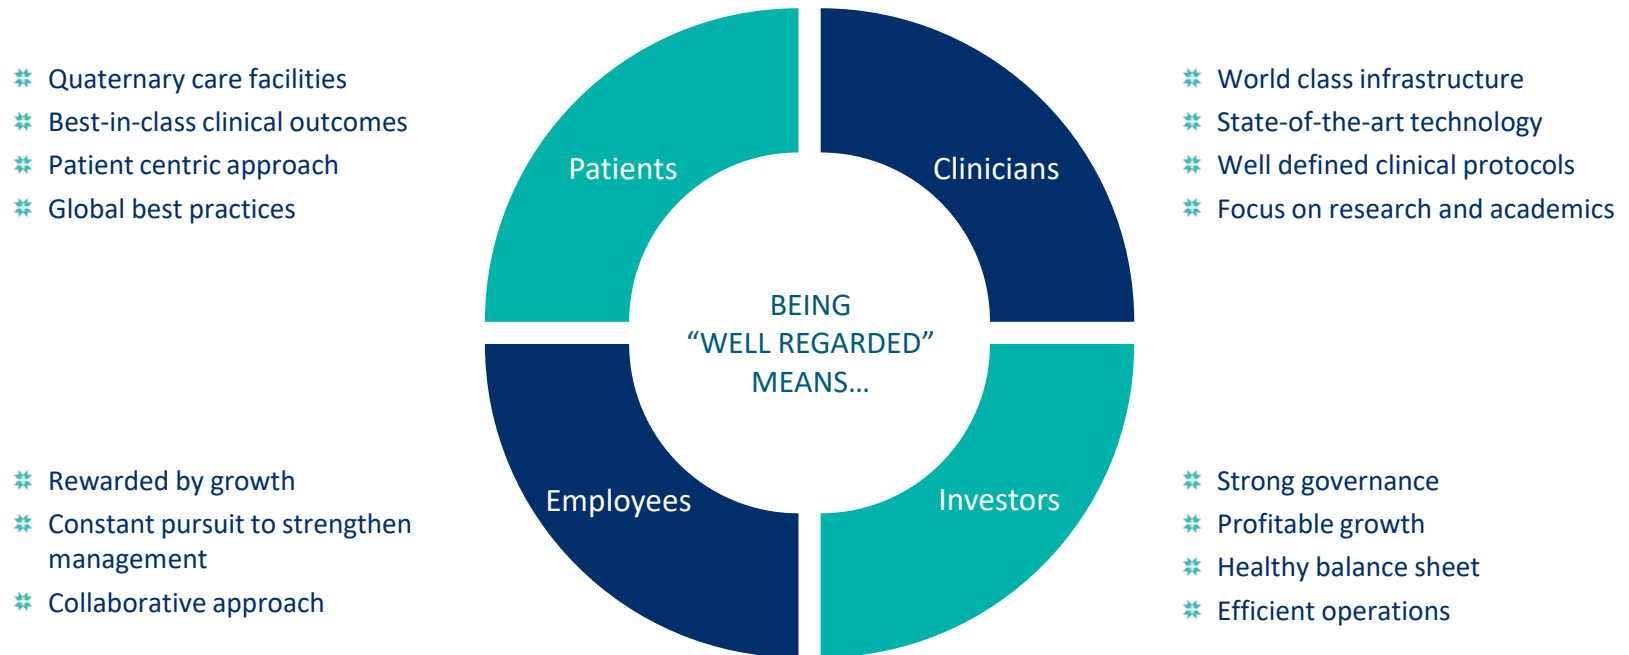 Quaternary care facilities
Best-in-class clinical outcomes
Patient centric approach
Global best practices
Patients
Clinicians
World class infrastructure
State-of-the-art technology
Well defined clinical protocols
Focus on research and academics
BEING
“WELL REGARDED”
MEANS…
Rewarded by growth
Constant pursuit to strengthen
management
Collaborative approach
Employees
Investors
Strong governance
Profitable growth
Healthy balance sheet
Efficient operations